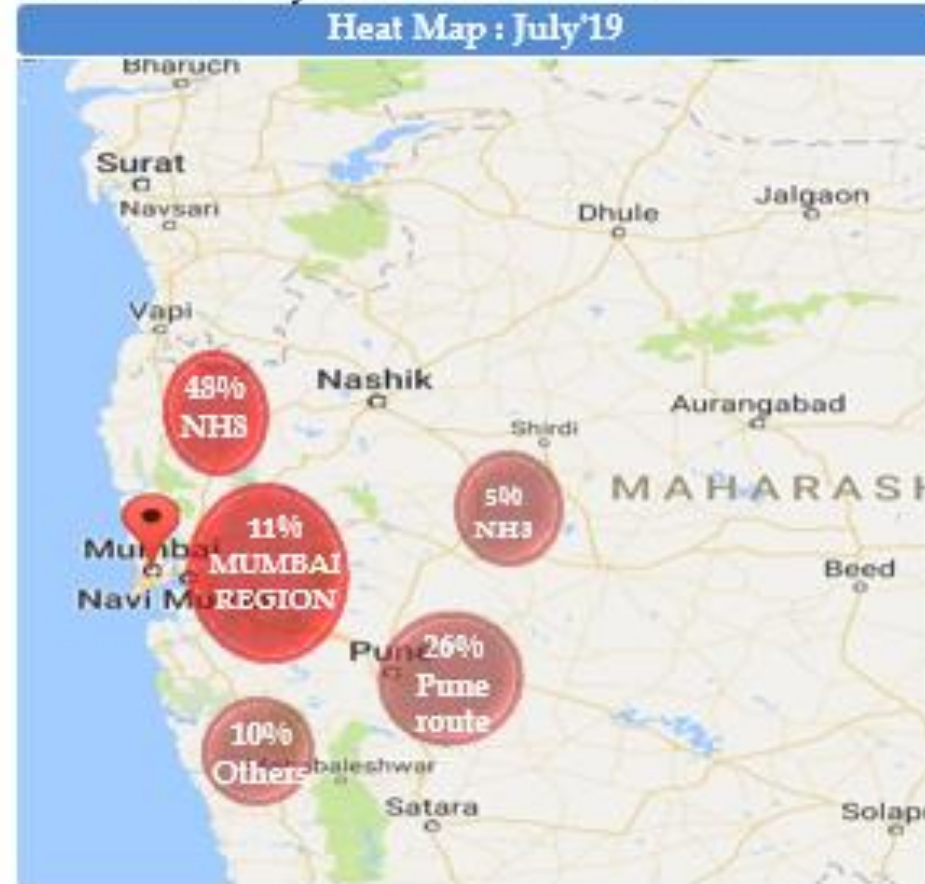 Heat Map : July'19
Bharuch
Surat
Navsari
Dhule
Jalgaon
Vapi
48%
NH8
Nashik
Aurangabad
Shirdi
5%
NH3
MAHARASH
11%
MUMBAI
REGION
Mumbai
Navi Mu
Beed
Pune
26%
Pune
route
10%
Others
abaleshwar
Satara
Solap